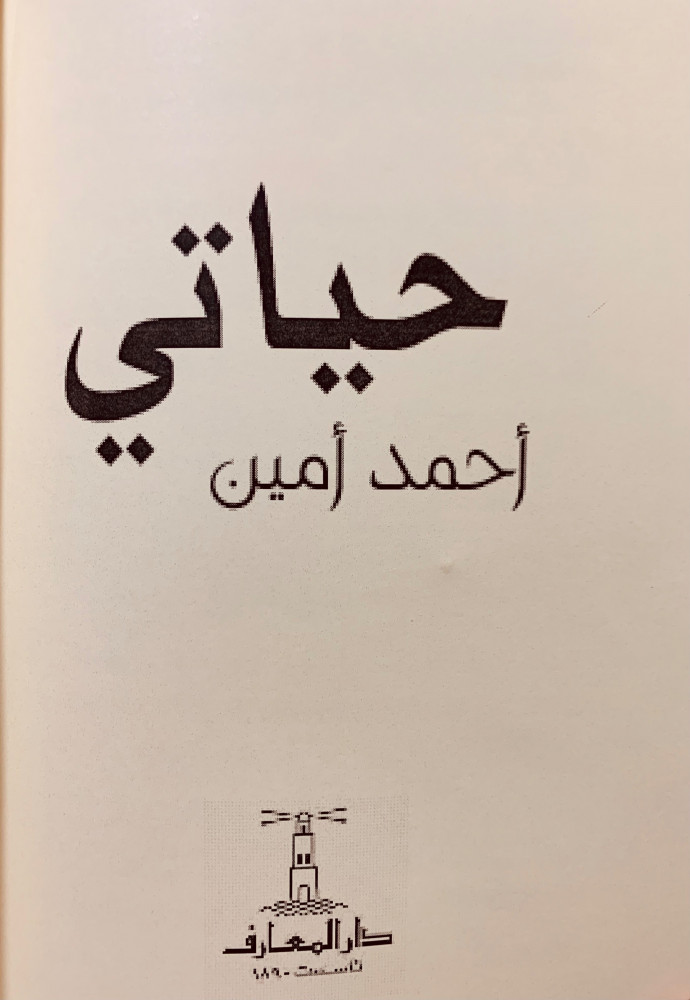 حياتي
أحمد أمين
دار المعارف
تأسست ١٨٩٠